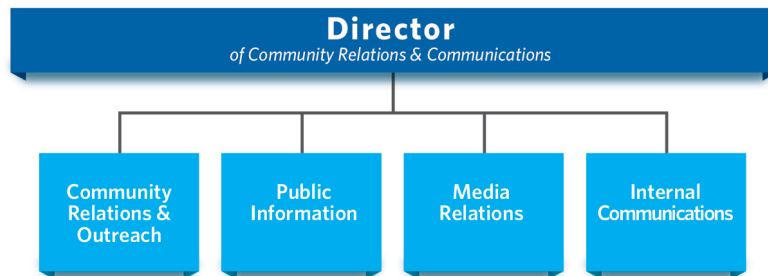 Director
of Community Relations & Communications
Community
Relations &
Outreach
Public
Information
Media
Relations
Internal
Communications